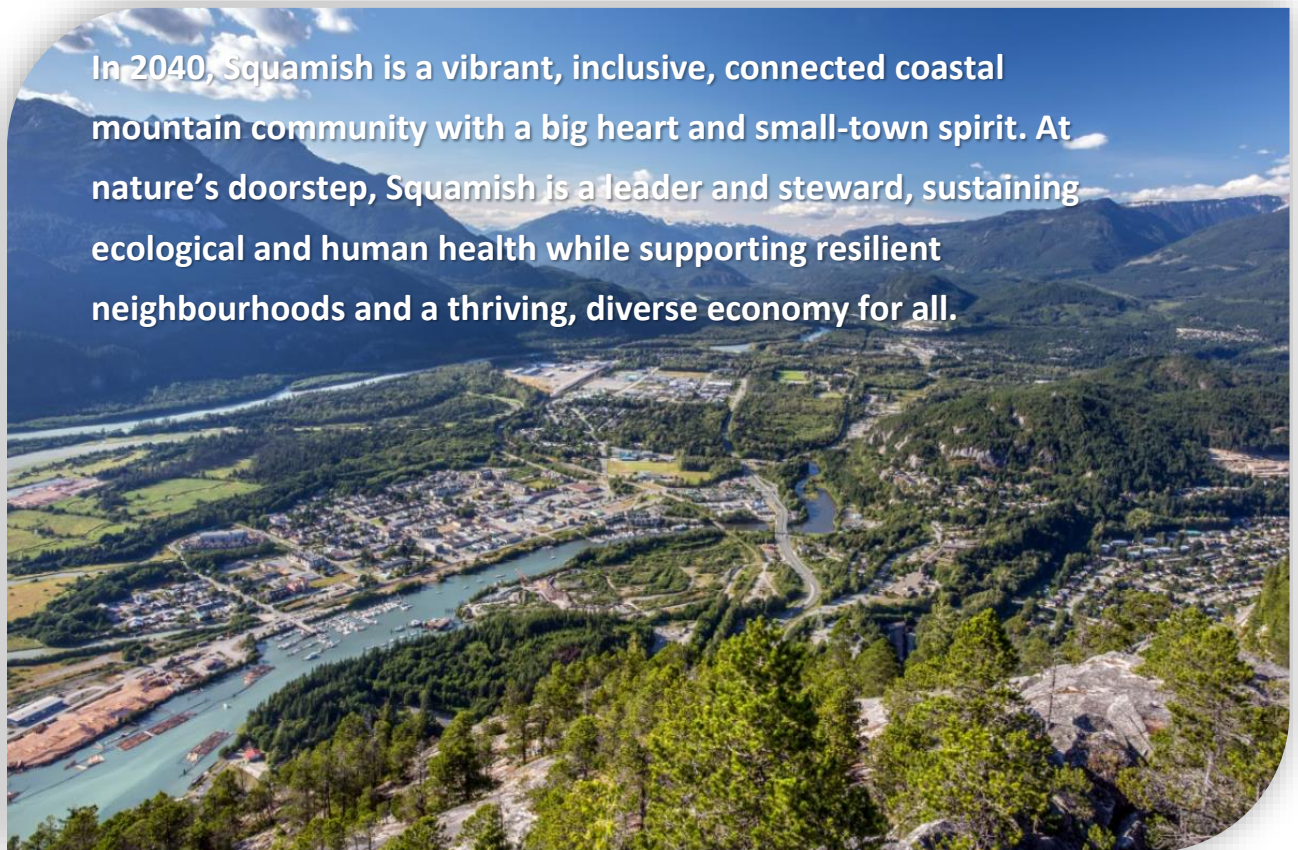 In 2040, Squamish is a vibrant, inclusive, connected coastal
mountain community with a big heart and small-town spirit. At
nature’s doorstep, Squamish is a leader and steward, sustaining
ecological and human health while supporting resilient
neighbourhoods and a thriving, diverse economy for all.